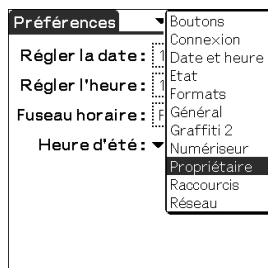 Préférences
Régler la date :
Régler l'heure :
Fuseau horaire :
Heure d'été :
Boutons
Connexion
Date et heure
Etat
Formats
Général
Graffiti 2
Numériseur
Propriétaire
Raccourcis
Réseau